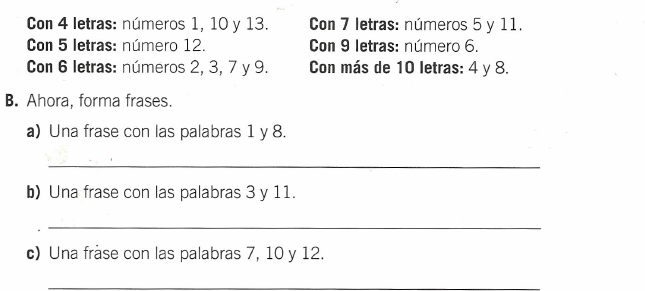 Con 4 letras: números 1, 10 y 13.
Con 5 letras: número 12.
Con 6 letras: números 2, 3, 7 y 9.
Con 7 letras: números 5 y 11.
Con 9 letras: número 6.
Con más de 10 letras: 4 y 8.
B. Ahora, forma frases.
a) Una frase con las palabras 1 y 8.
b) Una frase con las palabras 3 y 11.
c) Una frase con las palabras 7, 10 y 12.